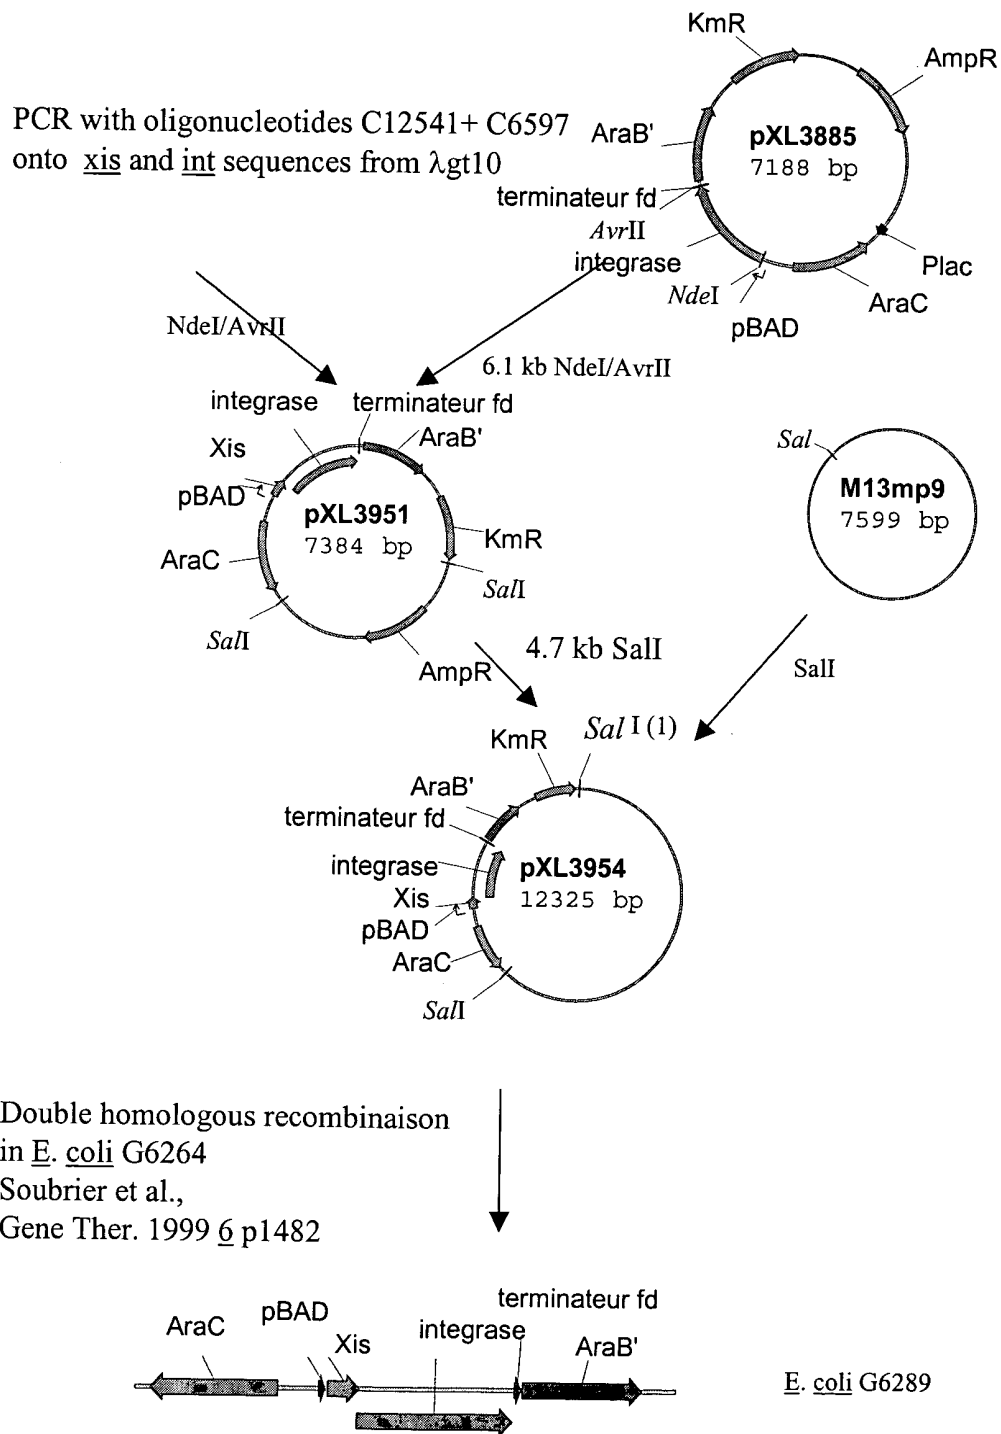 KmR
AmpR
PCR with oligonucleotides C12541+ C6597
onto xis and int sequences from λgt10
AraB'
pXL3885
7188 bp
terminateur fd
AvrII
integrase
NdeI
pBAD
Plac
AraC
NdeI/AvrII
6.1 kb NdeI/AvrII
integrase
terminateur fd
Xis
AraB'
pBAD
pXL3951
7384 bp
AraC
KmR
SalI
SalI
AmpR
Sal
M13mp9
7599 bp
4.7 kb SalI
SalI
KmR
Sal I (1)
AraB'
terminateur fd
integrase
pXL3954
12325 bp
Xis
pBAD
AraC
SalI
Double homologous recombinaison
in E. coli G6264
Soubrier et al.,
Gene Ther. 1999 6 p1482
AraC
pBAD
Xis
integrase
terminateur fd
AraB'
E. coli G6289